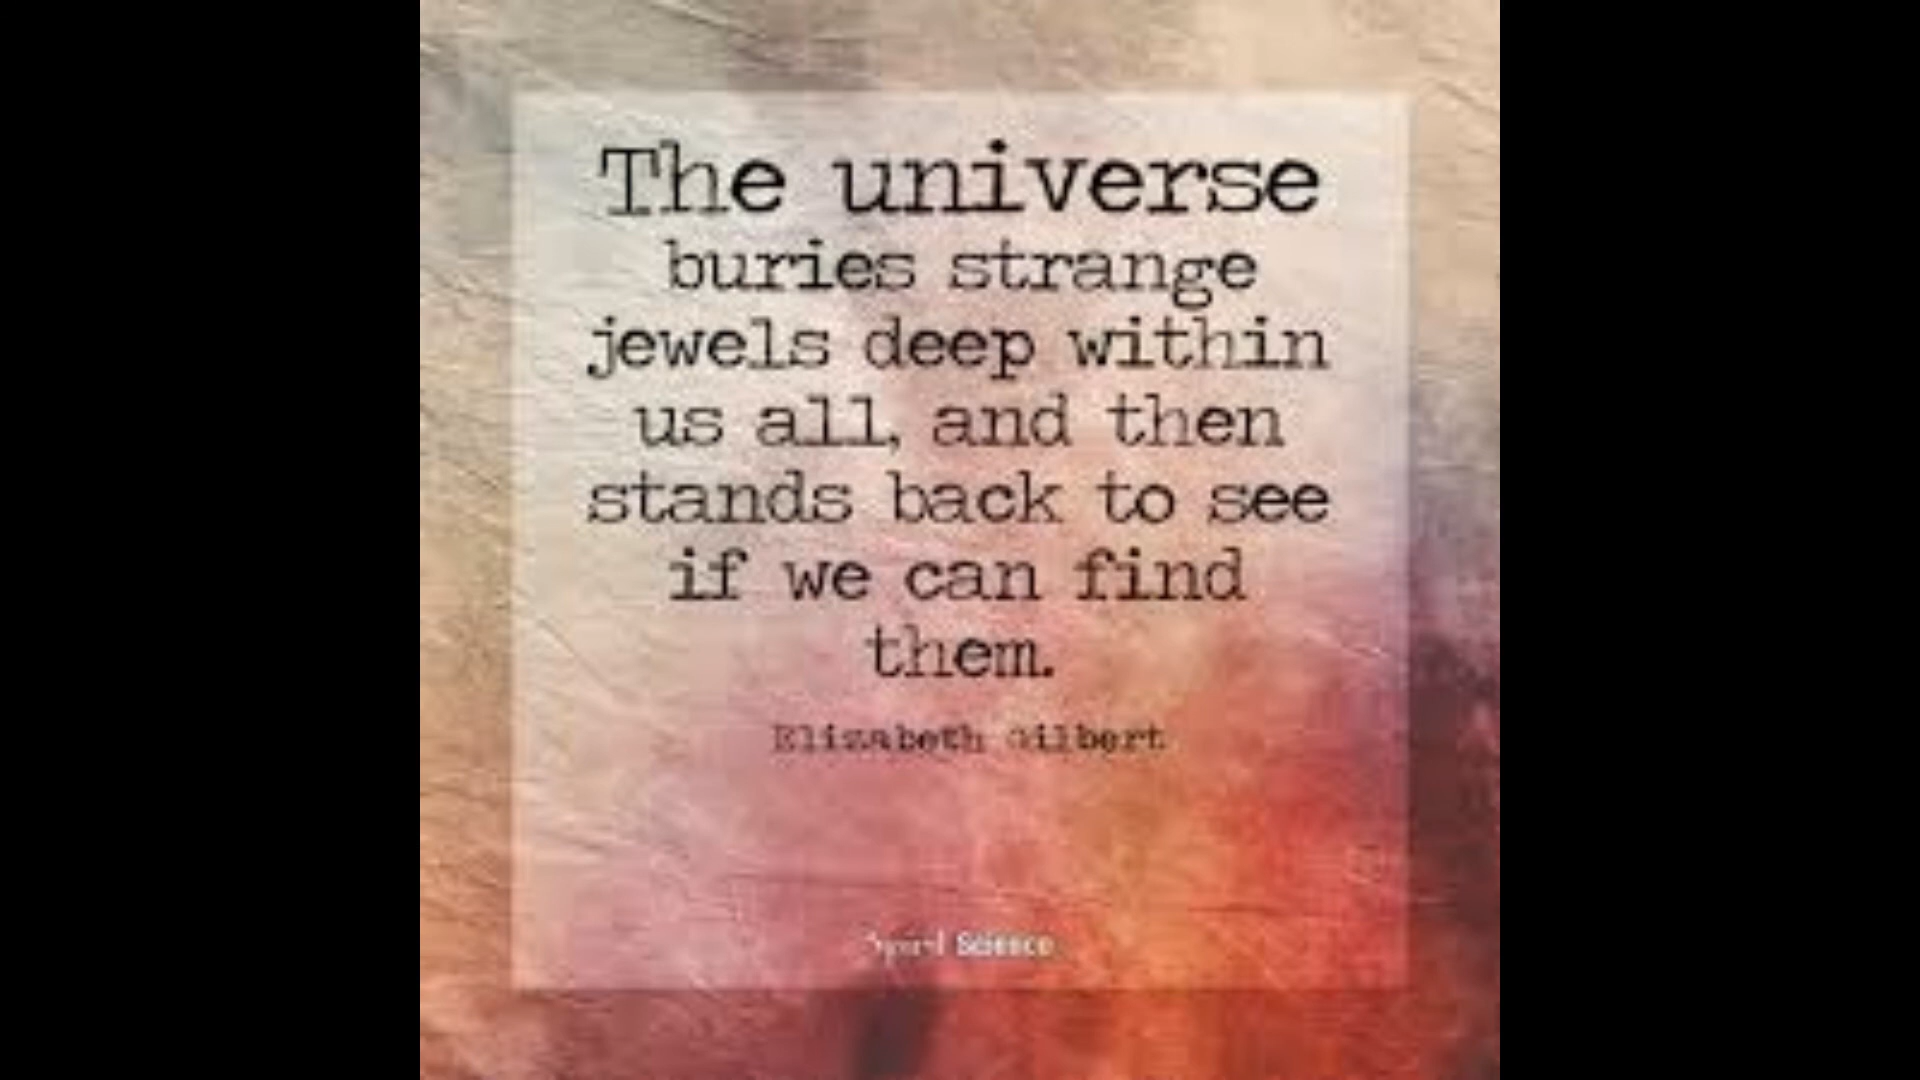 The universe
buries strange
jewels deep within
us all, and then
stands back to see
if we can find
them.
Elizabeth Gilbert
Science